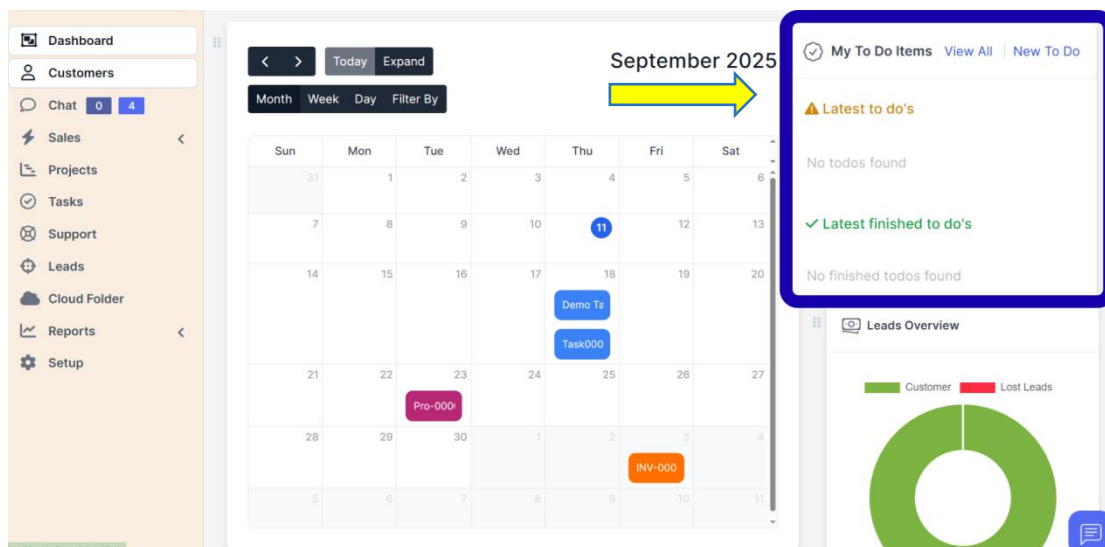 Dashboard
Customers
Chat 0 4
Sales
Projects
Tasks
Support
Leads
Cloud Folder
Reports
Setup
Today Expand
September 2025
Month Week Day Filter By
Sun Mon Tue Wed Thu Fri Sat
31 1 2 3 4 5 6
7 8 9 10 11 12 13
14 15 16 17 18 19 20
Demo Ta
Task000
21 22 23 24 25 26 27
Pro-000
28 29 30 1 2 3 4
INV-000
5 6 7 8 9 10 11
My To Do Items View All New To Do
Latest to do's
No todos found
Latest finished to do's
No finished todos found
Leads Overview
Customer Lost Leads